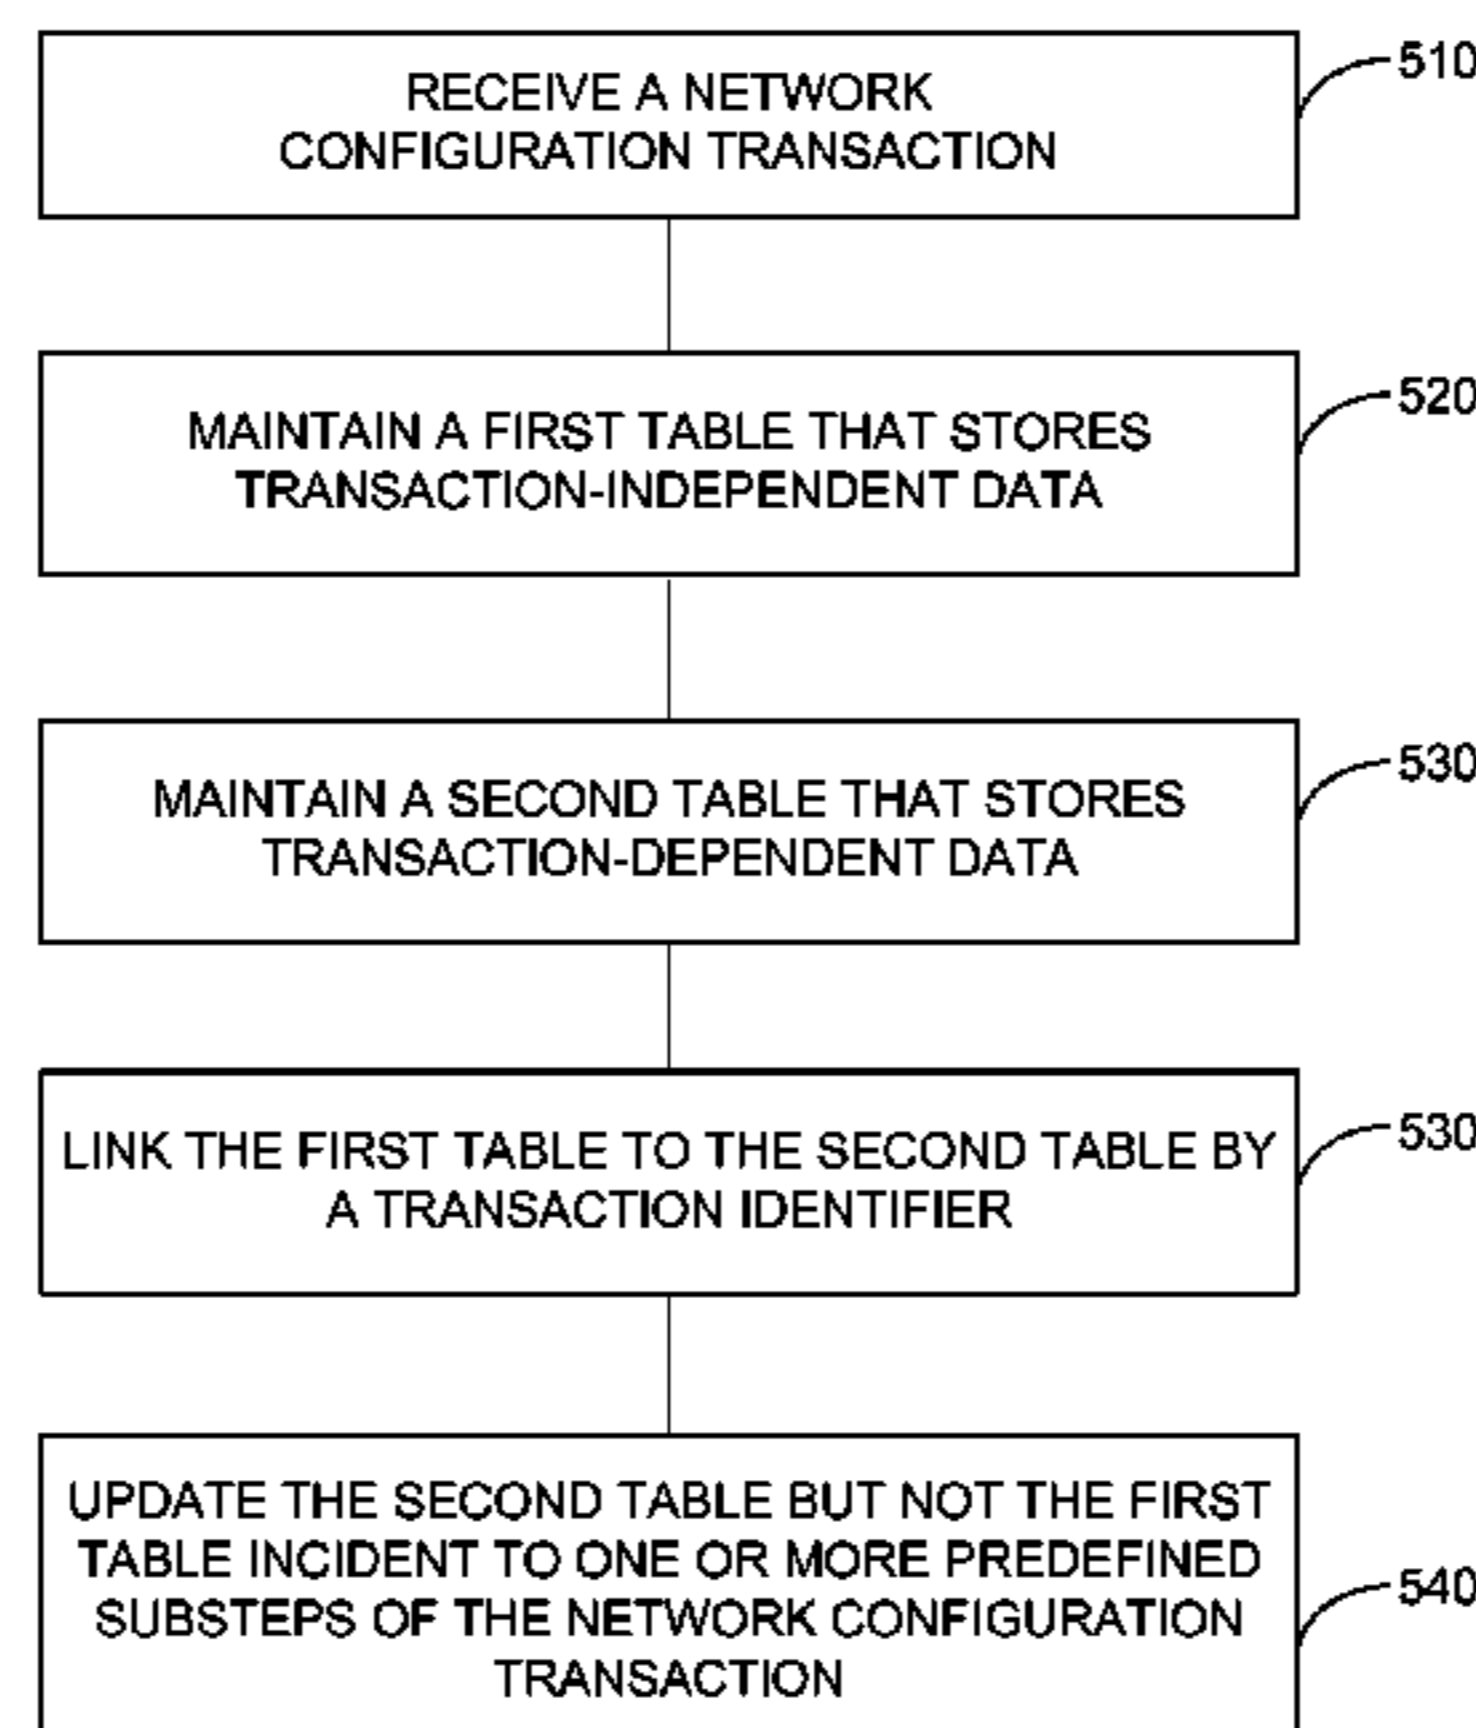 RECEIVE A NETWORK
CONFIGURATION TRANSACTION
510
MAINTAIN A FIRST TABLE THAT STORES
TRANSACTION-INDEPENDENT DATA
520
MAINTAIN A SECOND TABLE THAT STORES
TRANSACTION-DEPENDENT DATA
530
LINK THE FIRST TABLE TO THE SECOND TABLE BY
A TRANSACTION IDENTIFIER
530
UPDATE THE SECOND TABLE BUT NOT THE FIRST
TABLE INCIDENT TO ONE OR MORE PREDEFINED
SUBSTEPS OF THE NETWORK CONFIGURATION
TRANSACTION
540